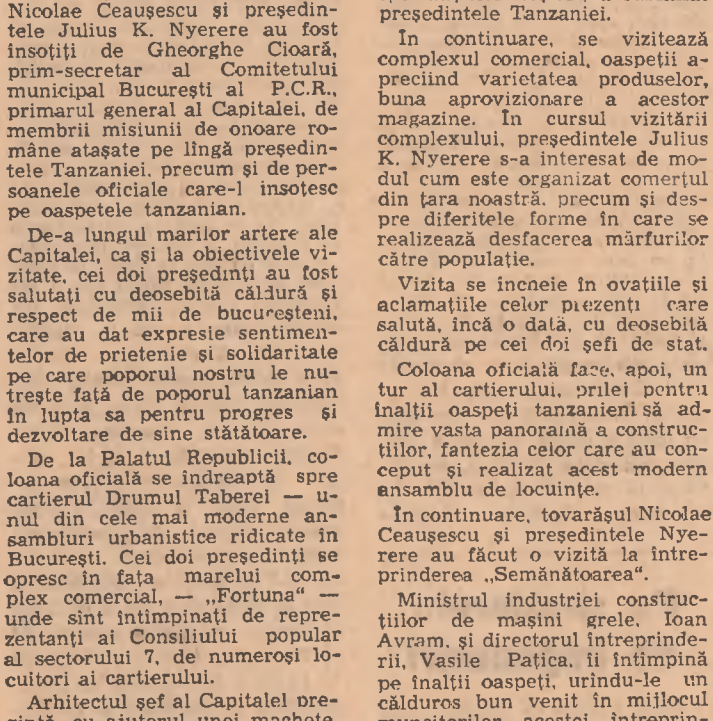 Nicolae Ceaușescu și președin-
tele Julius K. Nyerere au fost
însoțiți de Gheorghe Cioară,
prim-secretar al Comitetului
municipal București al P.C.R.,
primarul general al Capitalei, de
membrii misiunii de onoare ro-
mâne atașate pe lîngă președin-
tele Tanzaniei, precum și de per-
soanele oficiale care-l însoțesc
pe oaspetele tanzanian.
De-a lungul marilor artere ale
Capitalei, ca și la obiectivele vi-
zitate, cei doi președinți au fost
salutați cu deosebită căldură și
respect de mii de bucureșteni,
care au dat expresie sentimen-
telor de prietenie și solidaritate
pe care poporul nostru le nu-
trește față de poporul tanzanian
în lupta sa pentru progres și
dezvoltare de sine stătătoare.
De la Palatul Republicii, co-
loana oficială se îndreaptă spre
cartierul Drumul Taberei — u-
nul din cele mai moderne an-
sambluri urbanistice ridicate în
București. Cei doi președinți se
opresc în fața marelui com-
plex comercial, — „Fortuna“ —
unde sînt întîmpinați de repre-
zentanți ai Consiliului popular
al sectorului 7, de numeroși lo-
cuitori ai cartierului.
Arhitectul șef al Capitalei pre-
zintă, cu ajutorul unei machete,
președintele Tanzaniei.
În continuare, se vizitează
complexul comercial, oaspeții a-
preciind varietatea produselor,
buna aprovizionare a acestor
magazine. În cursul vizitării
complexului, președintele Julius
K. Nyerere s-a interesat de mo-
dul cum este organizat comerțul
din țara noastră, precum și des-
pre diferitele forme în care se
realizează desfacerea mărfurilor
către populație.
Vizita se încheie în ovațiile și
aclamațiile celor prezenți care
salută, încă o dată, cu deosebită
căldură pe cei doi șefi de stat.
Coloana oficială face, apoi, un
tur al cartierului, prilej pentru
înalții oaspeți tanzanieni să ad-
mire vasta panoramă a construc-
țiilor, fantezia celor care au con-
ceput și realizat acest modern
ansamblu de locuințe.
În continuare, tovarășul Nicolae
Ceaușescu și președintele Nye-
rere au făcut o vizită la între-
prinderea „Semănătoarea“.
Ministrul industriei construc-
țiilor de mașini grele, Ioan
Avram, și directorul întreprinde-
rii, Vasile Pațica, îi întîmpină
pe înalții oaspeți, urîndu-le un
călduros bun venit în mijlocul
muncitorilor acestei întreprin-